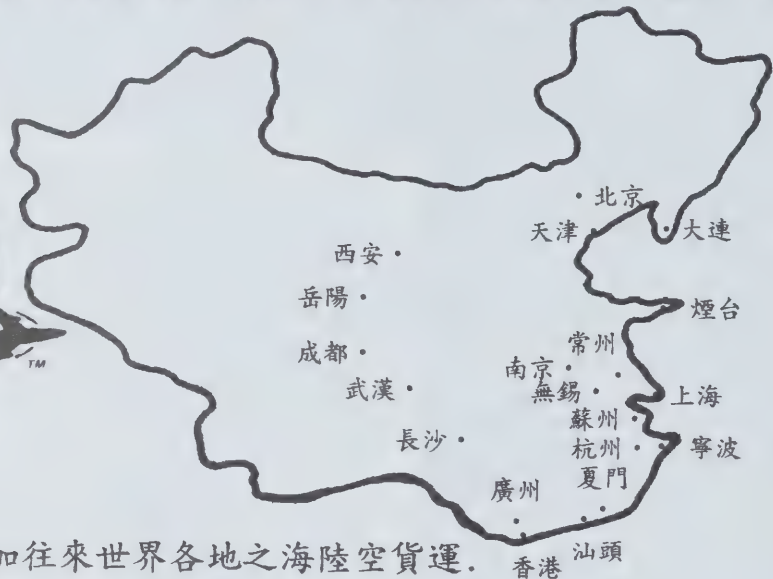 北京
天津
大連
西安
岳陽
煙台
常州
成都
南京
武漢
無錫
上海
蘇州
長沙
杭州
寧波
夏門
廣州
汕頭
香港
往來世界各地之海陸空貨運.
TM